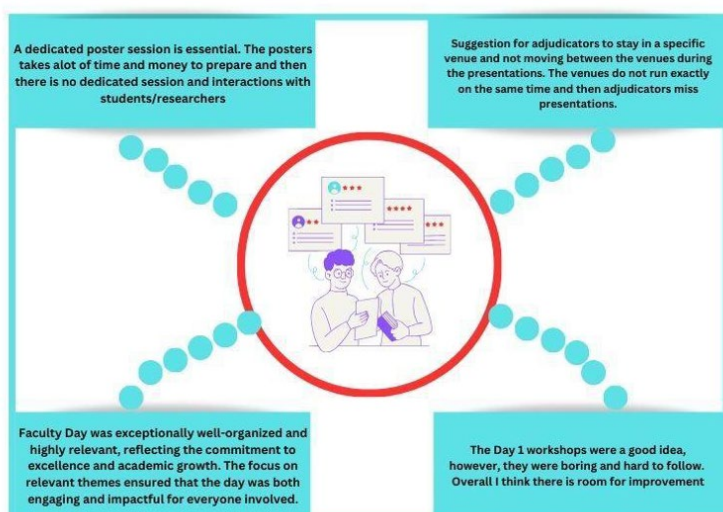 A dedicated poster session is essential. The posters
takes alot of time and money to prepare and then
there is no dedicated session and interactions with
students/researchers
Suggestion for adjudicators to stay in a specific
venue and not moving between the venues during
the presentations. The venues do not run exactly
on the same time and then adjudicators miss
presentations.
Faculty Day was exceptionally well-organized and
highly relevant, reflecting the commitment to
excellence and academic growth. The focus on
relevant themes ensured that the day was both
engaging and impactful for everyone involved.
The Day 1 workshops were a good idea,
however, they were boring and hard to follow.
Overall I think there is room for improvement